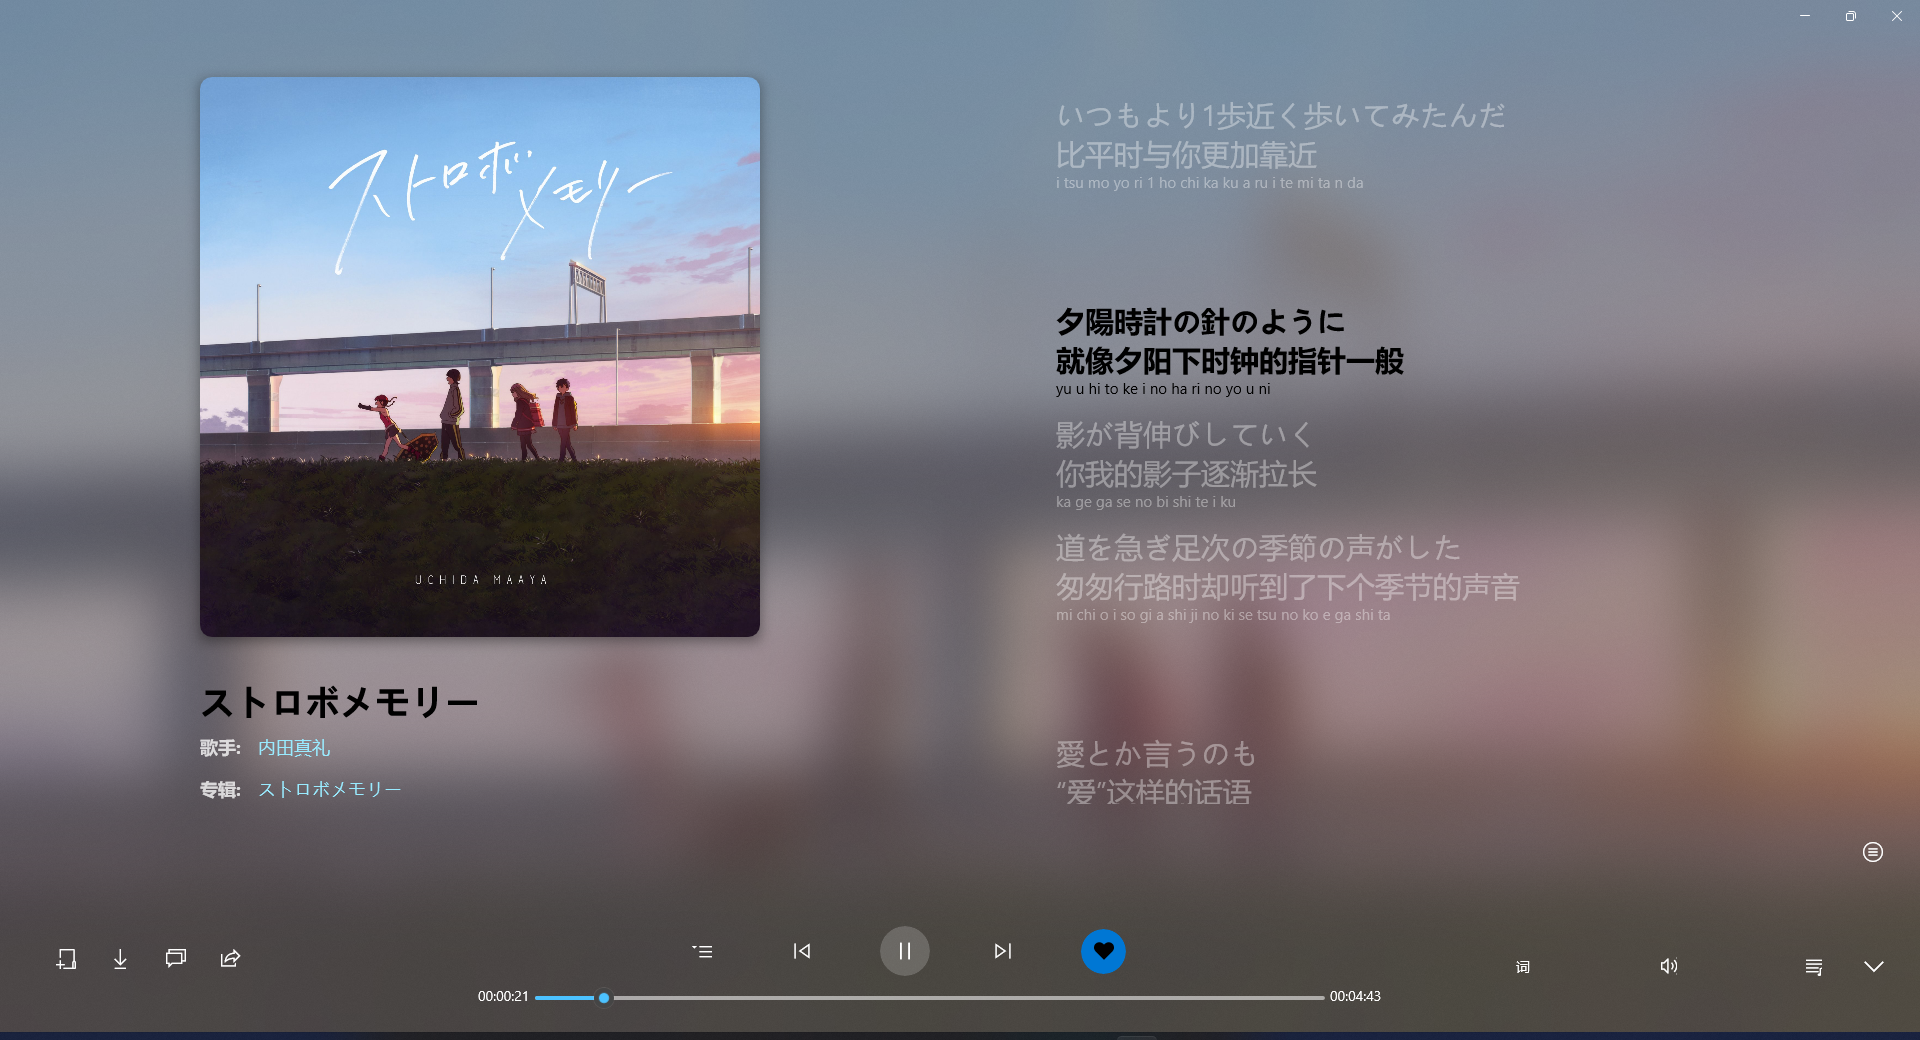 ストロボ
メモリー
UCHIDA MAAYA
ストロボメモリー
歌手: 内田真礼
专辑: ストロボメモリー
いつもより1歩近く歩いてみたんだ
比平时与你更加靠近
i tsu mo yo ri 1 ho chi ka ku a ru i te mi ta n da
夕陽時計の針のように
就像夕阳下时钟的指针一般
yu u hi to ke i no ha ri no yo u ni
影が背伸びしていく
你我的影子逐渐拉长
ka ge ga se no bi shi te i ku
道を急ぎ足次の季節の声がした
匆匆行路时却听到了下个季节的声音
mi chi o i so gi a shi ji no ki se tsu no ko e ga shi ta
愛とか言うのも
“爱”这样的话语
词
00:00:21
00:04:43